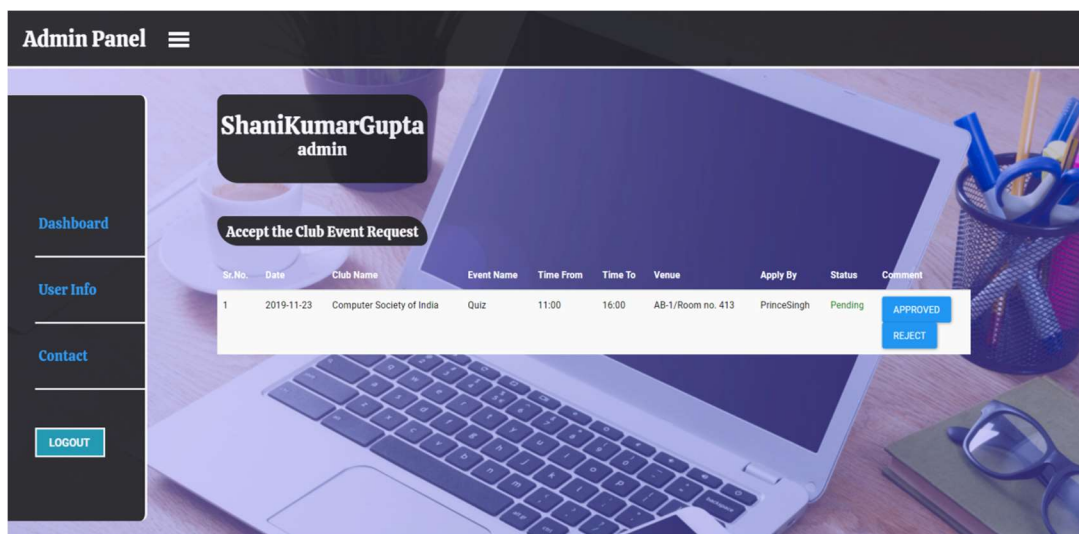 Admin Panel
ShaniKumarGupta
admin
Dashboard
Accept the Club Event Request
Sr.No. Date Club Name Event Name Time From Time To Venue Apply By Status Comment
User Info
1 2019-11-23 Computer Society of India Quiz 11:00 16:00 AB-1/Room no. 413 PrinceSingh Pending APPROVED
REJECT
Contact
LOGOUT